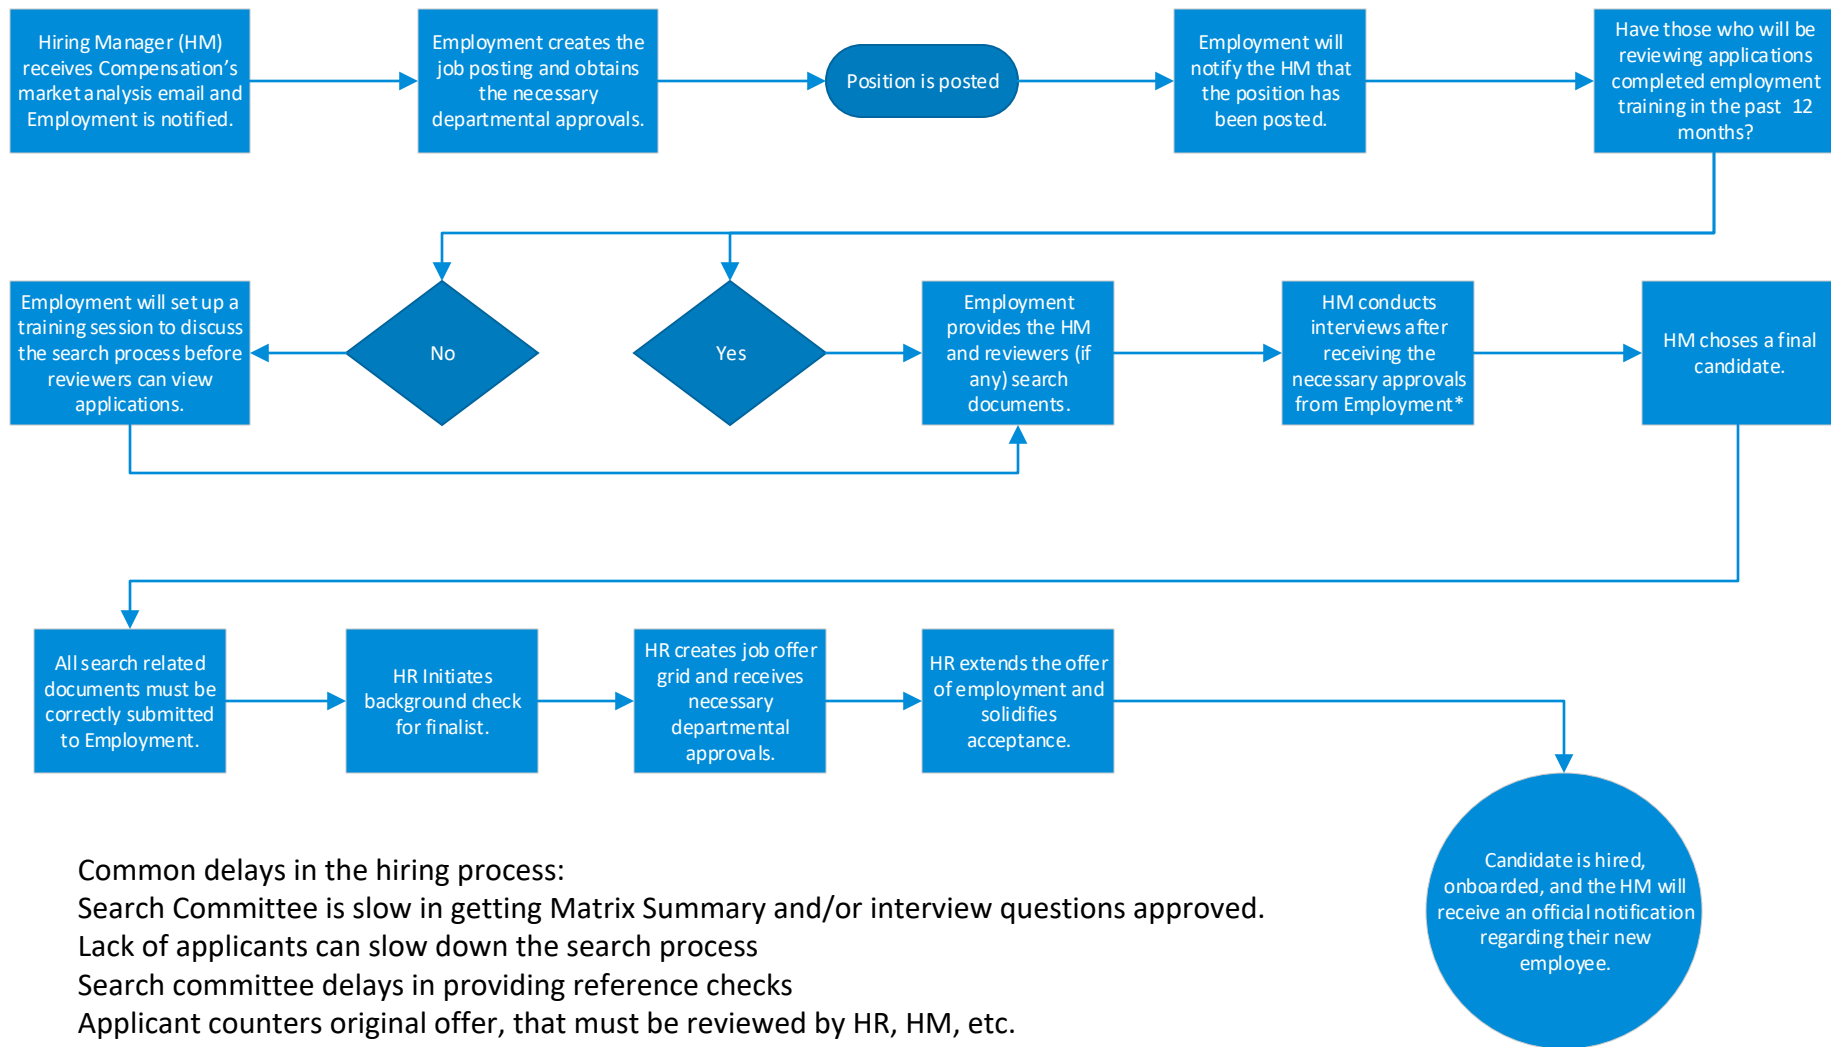 Hiring Manager (HM)
receives Compensation’s
market analysis email and
Employment is notified.
Employment creates the
job posting and obtains
the necessary
departmental approvals.
Position is posted
Employment will
notify the HM that
the position has
been posted.
Have those who will be
reviewing applications
completed employment
training in the past 12
months?
Employment will set up a
training session to discuss
the search process before
reviewers can view
applications.
No
Yes
Employment
provides the HM
and reviewers (if
any) search
documents.
HM conducts
interviews after
receiving the
necessary approvals
from Employment*
HM choses a final
candidate.
All search related
documents must be
correctly submitted
to Employment.
HR Initiates
background check
for finalist.
HR creates job offer
grid and receives
necessary
departmental
approvals.
HR extends the offer
of employment and
solidifies
acceptance.
Candidate is hired,
onboarded, and the HM will
receive an official notification
regarding their new
employee.
Common delays in the hiring process:
Search Committee is slow in getting Matrix Summary and/or interview questions approved.
Lack of applicants can slow down the search process
Search committee delays in providing reference checks
Applicant counters original offer, that must be reviewed by HR, HM, etc.